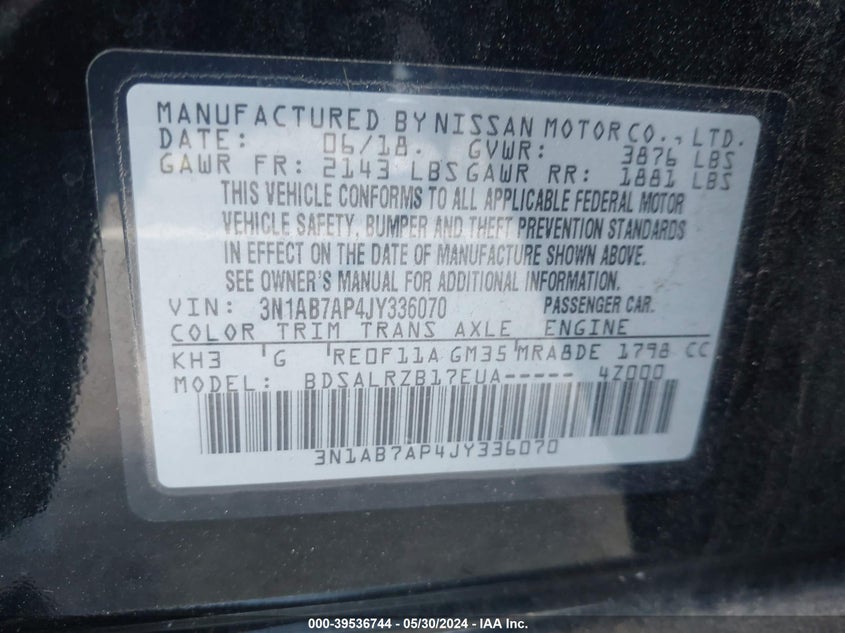 MANUFACTURED BY NISSAN MOTOR CO., LTD.
DATE: 06/18. GVWR: 3876 LBS
GAWR FR: 2143 LBS GAWR RR: 1881 LBS
THIS VEHICLE CONFORMS TO ALL APPLICABLE FEDERAL MOTOR
VEHICLE SAFETY, BUMPER AND THEFT PREVENTION STANDARDS
IN EFFECT ON THE DATE OF MANUFACTURE SHOWN ABOVE.
SEE OWNER'S MANUAL FOR ADDITIONAL INFORMATION.
VIN: 3N1AB7AP4JY336070 PASSENGER CAR.
COLOR TRIM TRANS AXLE ENGINE
KH3 G RE0F11A GM35 MRA8DE 1798 CC
MODEL: BDSALRZB17EUA----- 4Z000
3N1AB7AP4JY336070
000-39536744 - 05/30/2024 - IAA Inc.